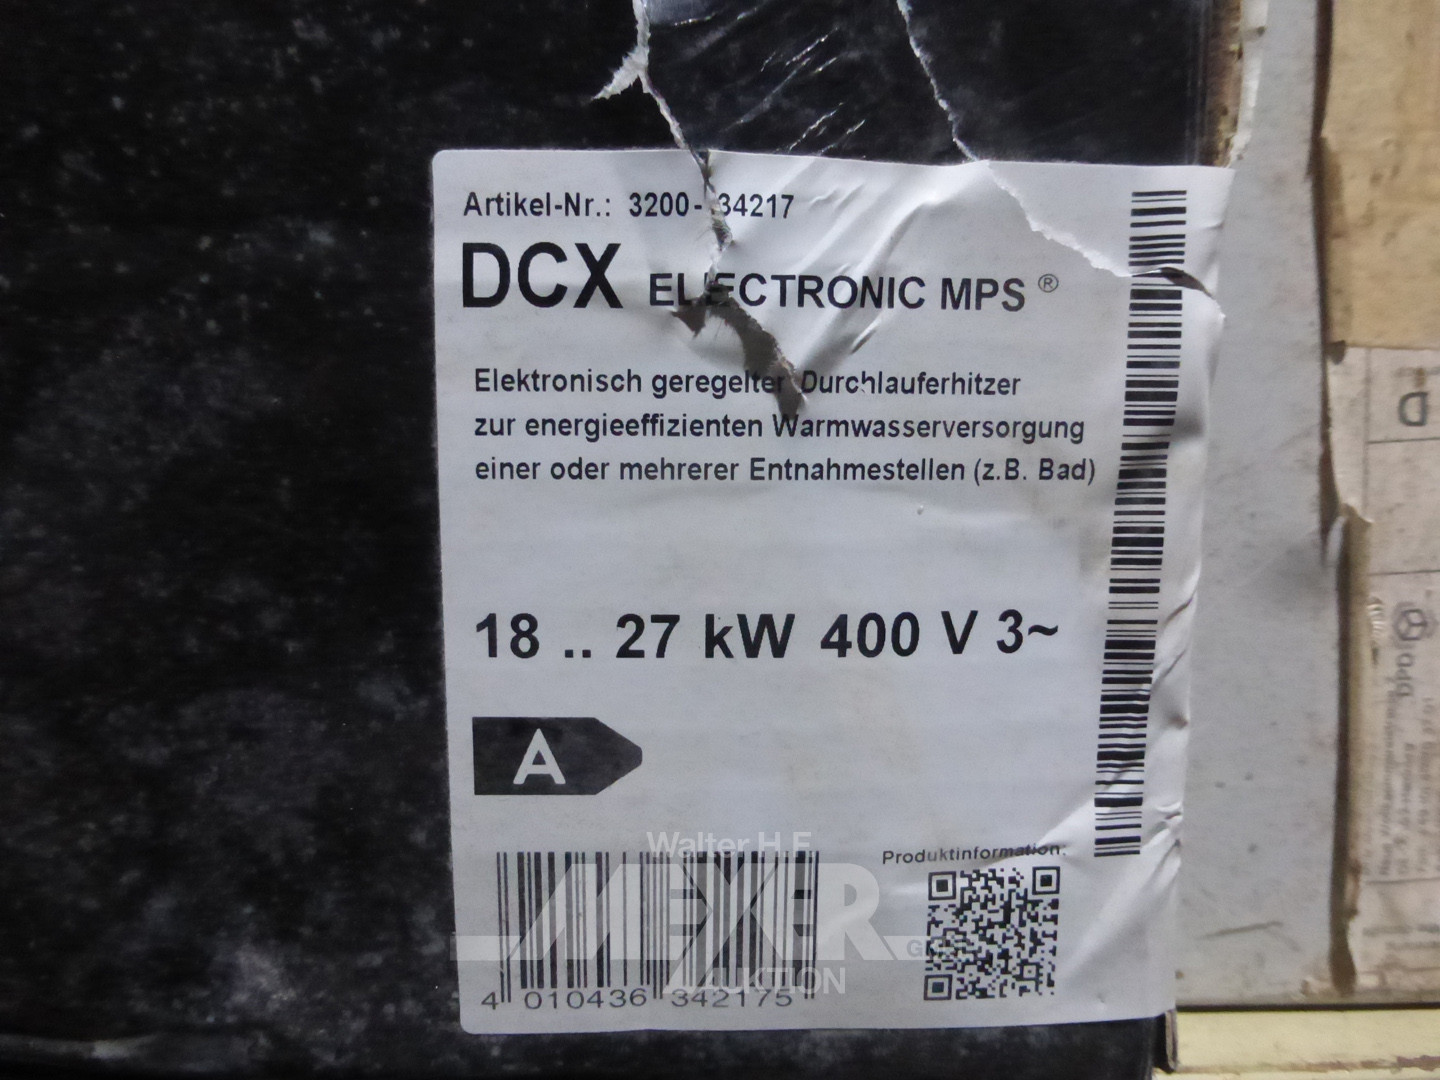 Artikel-Nr.: 3200-34217
DCX ELECTRONIC MPS ®
Elektronisch geregelter Durchlauferhitzer
zur energieeffizienten Warmwasserversorgung
einer oder mehrerer Entnahmestellen (z.B. Bad)
18 .. 27 kW 400 V 3~
A
Produktinformation:
4 010436 342175
Walter H.F.
MEYER
AUKTION
D